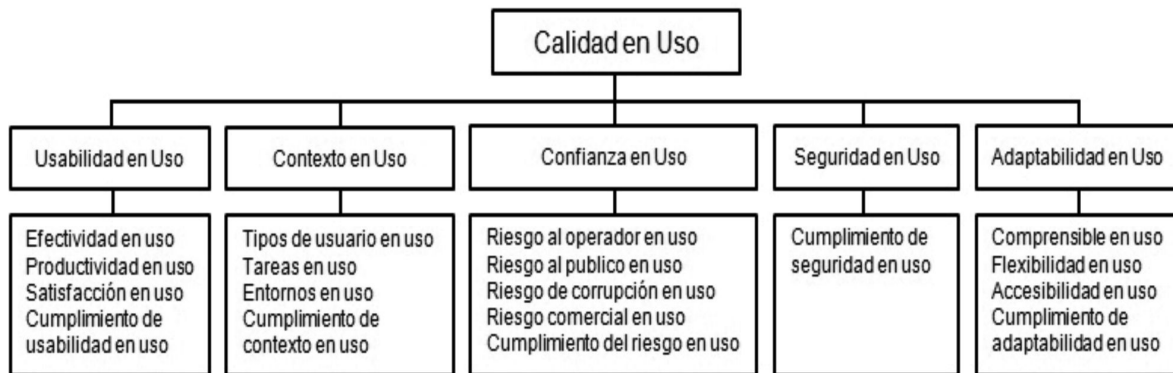 Calidad en Uso
Usabilidad en Uso
Contexto en Uso
Confianza en Uso
Seguridad en Uso
Adaptabilidad en Uso
Efectividad en uso
Productividad en uso
Satisfacción en uso
Cumplimiento de
usabilidad en uso
Tipos de usuario en uso
Tareas en uso
Entornos en uso
Cumplimiento de
contexto en uso
Riesgo al operador en uso
Riesgo al publico en uso
Riesgo de corrupción en uso
Riesgo comercial en uso
Cumplimiento del riesgo en uso
Cumplimiento de
seguridad en uso
Comprensible en uso
Flexibilidad en uso
Accesibilidad en uso
Cumplimiento de
adaptabilidad en uso